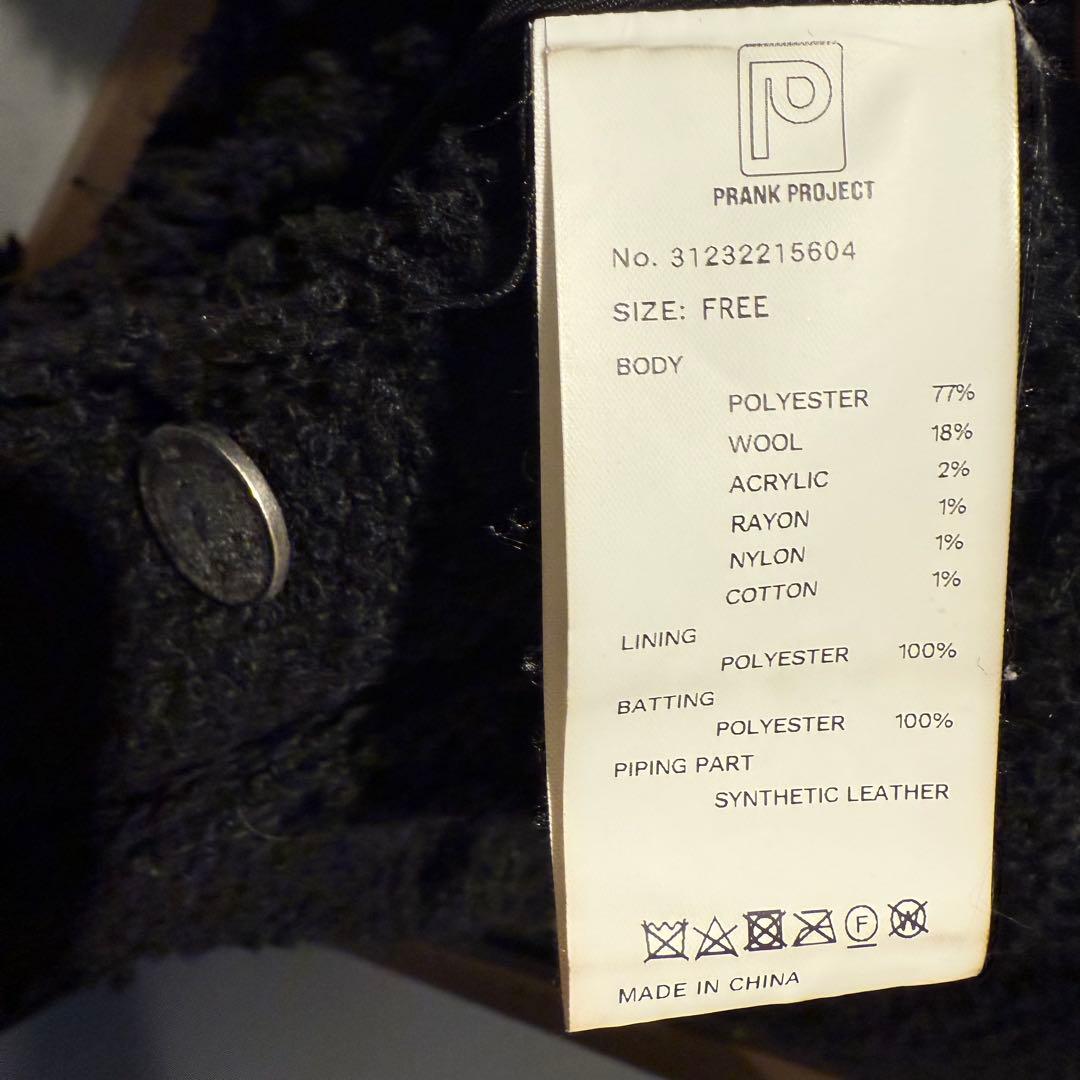 PRANK PROJECT
No. 31232215604
SIZE: FREE
BODY
POLYESTER 77%
WOOL 18%
ACRYLIC 2%
RAYON 1%
NYLON 1%
COTTON 1%
LINING
POLYESTER 100%
BATTING
POLYESTER 100%
PIPING PART
SYNTHETIC LEATHER
F W
MADE IN CHINA